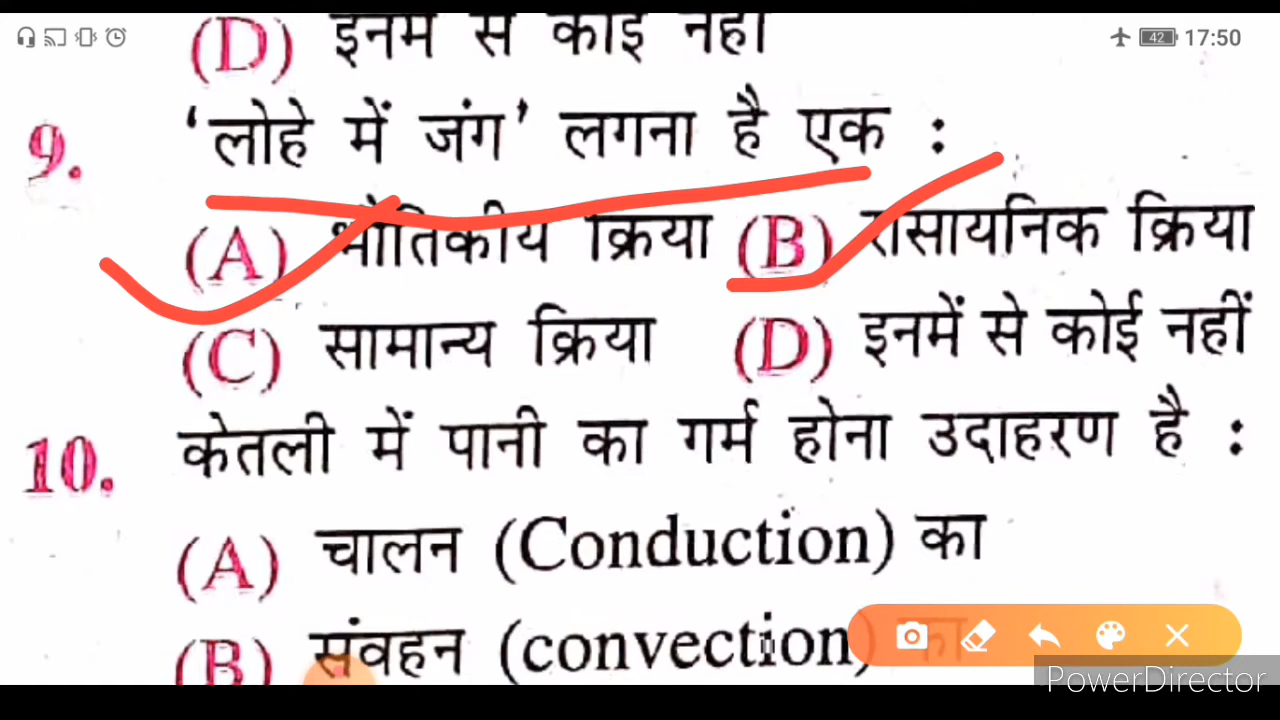 42 17:50
(D) इनमें से कोई नहीं
9. 'लोहे में जंग' लगना है एक :
(A) भौतिकीय क्रिया (B) रासायनिक क्रिया
(C) सामान्य क्रिया (D) इनमें से कोई नहीं
10. केतली में पानी का गर्म होना उदाहरण है :
(A) चालन (Conduction) का
(B) संवहन (convection) का
PowerDirector